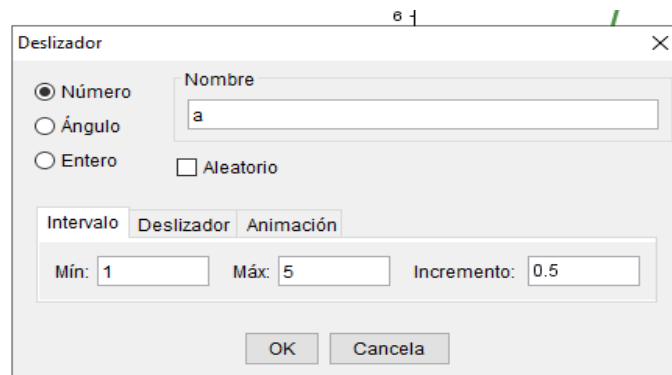 6
Deslizador
Número
Ángulo
Entero
Nombre
a
Aleatorio
Intervalo Deslizador Animación
Mín: 1 Máx: 5 Incremento: 0.5
OK Cancela